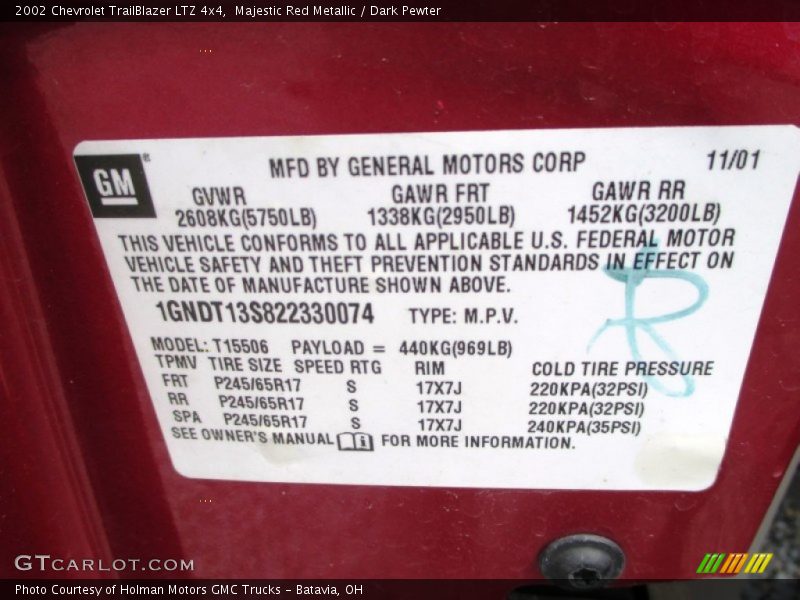 2002 Chevrolet TrailBlazer LTZ 4x4,  Majestic Red Metallic / Dark Pewter
GM®
MFD BY GENERAL MOTORS CORP 11/01
GVWR GAWR FRT GAWR RR
2608KG(5750LB) 1338KG(2950LB) 1452KG(3200LB)
THIS VEHICLE CONFORMS TO ALL APPLICABLE U.S. FEDERAL MOTOR
VEHICLE SAFETY AND THEFT PREVENTION STANDARDS IN EFFECT ON
THE DATE OF MANUFACTURE SHOWN ABOVE.
1GNDT13S822330074 TYPE: M.P.V.
MODEL: T15506 PAYLOAD = 440KG(969LB)
TPMV TIRE SIZE SPEED RTG RIM COLD TIRE PRESSURE
FRT P245/65R17 S 17X7J 220KPA(32PSI)
RR P245/65R17 S 17X7J 220KPA(32PSI)
SPA P245/65R17 S 17X7J 240KPA(35PSI)
SEE OWNER'S MANUAL FOR MORE INFORMATION.
GTCARLOT.COM
Photo Courtesy of Holman Motors GMC Trucks – Batavia, OH